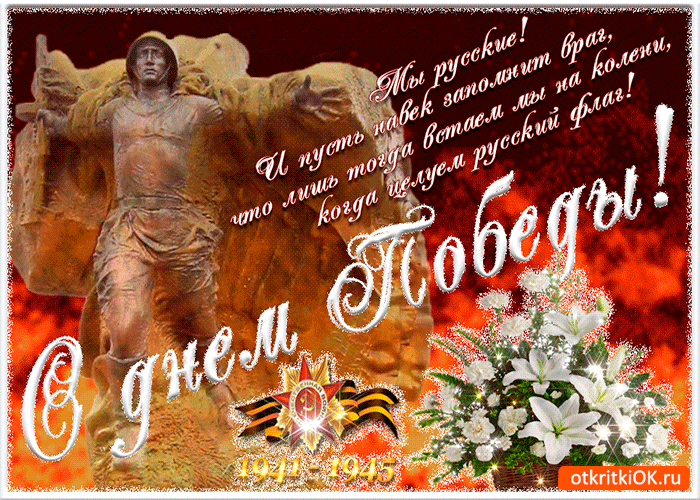 Мы русские!
И пусть навек запомнит враг,
что лишь тогда встаем мы на колени,
когда целуем русский флаг!
С днем Победы!
1941 - 1945
otkritkiOK.ru